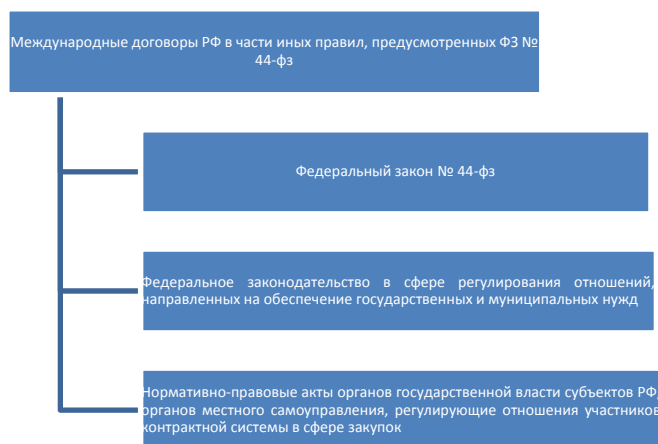 Международные договоры РФ в части иных правил, предусмотренных ФЗ №
44-фз
Федеральный закон № 44-фз
Федеральное законодательство в сфере регулирования отношений,
направленных на обеспечение государственных и муниципальных нужд
Нормативно-правовые акты органов государственной власти субъектов РФ,
органов местного самоуправления, регулирующие отношения участников
контрактной системы в сфере закупок